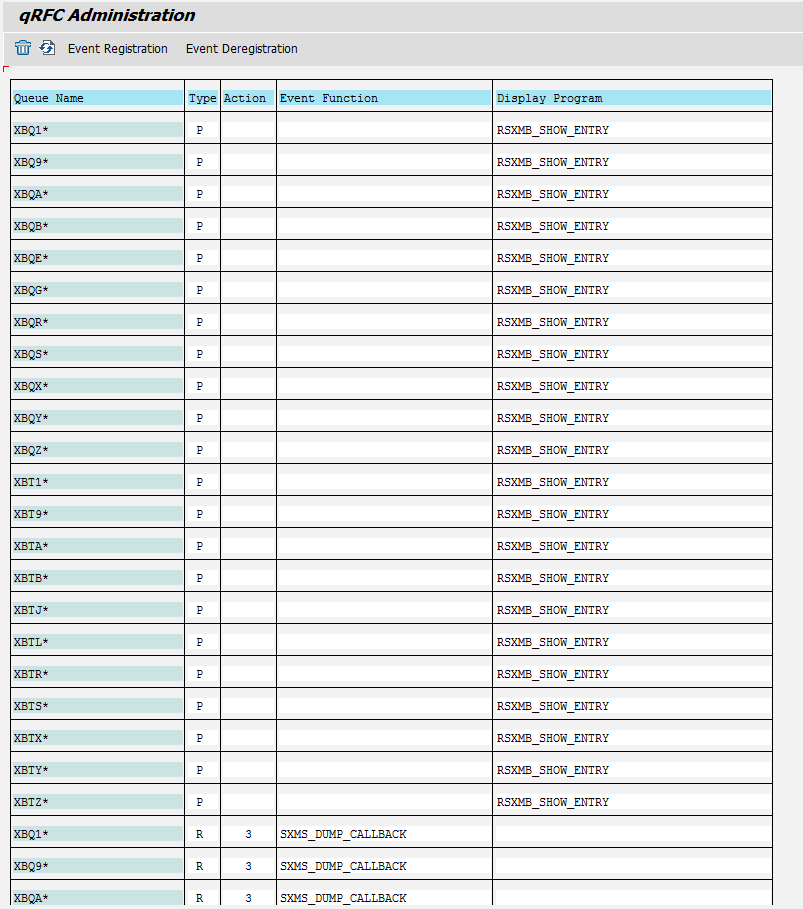 qRFC Administration
Event Registration Event Deregistration
Queue Name Type Action Event Function Display Program
XBQ1* P RSXMB_SHOW_ENTRY
XBQ9* P RSXMB_SHOW_ENTRY
XBQA* P RSXMB_SHOW_ENTRY
XBQB* P RSXMB_SHOW_ENTRY
XBQE* P RSXMB_SHOW_ENTRY
XBQG* P RSXMB_SHOW_ENTRY
XBQR* P RSXMB_SHOW_ENTRY
XBQS* P RSXMB_SHOW_ENTRY
XBQX* P RSXMB_SHOW_ENTRY
XBQY* P RSXMB_SHOW_ENTRY
XBQZ* P RSXMB_SHOW_ENTRY
XBT1* P RSXMB_SHOW_ENTRY
XBT9* P RSXMB_SHOW_ENTRY
XBTA* P RSXMB_SHOW_ENTRY
XBTB* P RSXMB_SHOW_ENTRY
XBTJ* P RSXMB_SHOW_ENTRY
XBTL* P RSXMB_SHOW_ENTRY
XBTR* P RSXMB_SHOW_ENTRY
XBTS* P RSXMB_SHOW_ENTRY
XBTX* P RSXMB_SHOW_ENTRY
XBTY* P RSXMB_SHOW_ENTRY
XBTZ* P RSXMB_SHOW_ENTRY
XBQ1* R 3 SXMS_DUMP_CALLBACK
XBQ9* R 3 SXMS_DUMP_CALLBACK
XBQA* R 3 SXMS_DUMP_CALLBACK